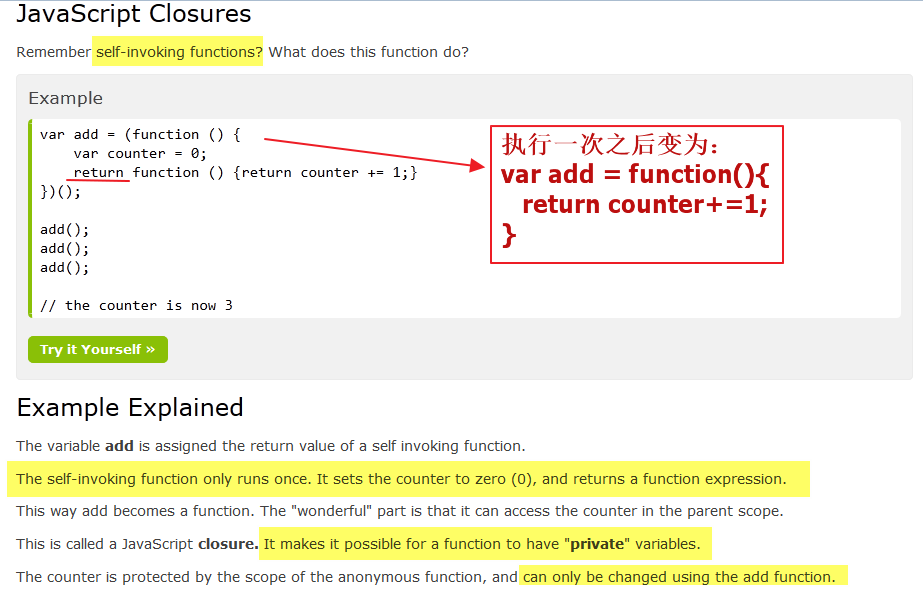 JavaScript Closures
Remember self-invoking functions? What does this function do?
Example
var add = (function () {
    var counter = 0;
    return function () {return counter += 1;}
})();
add();
add();
add();
// the counter is now 3
执行一次之后变为：
var add = function(){
return counter+=1;
}
Try it Yourself »
Example Explained
The variable add is assigned the return value of a self invoking function.
The self-invoking function only runs once. It sets the counter to zero (0), and returns a function expression.
This way add becomes a function. The "wonderful" part is that it can access the counter in the parent scope.
This is called a JavaScript closure. It makes it possible for a function to have "private" variables.
The counter is protected by the scope of the anonymous function, and can only be changed using the add function.